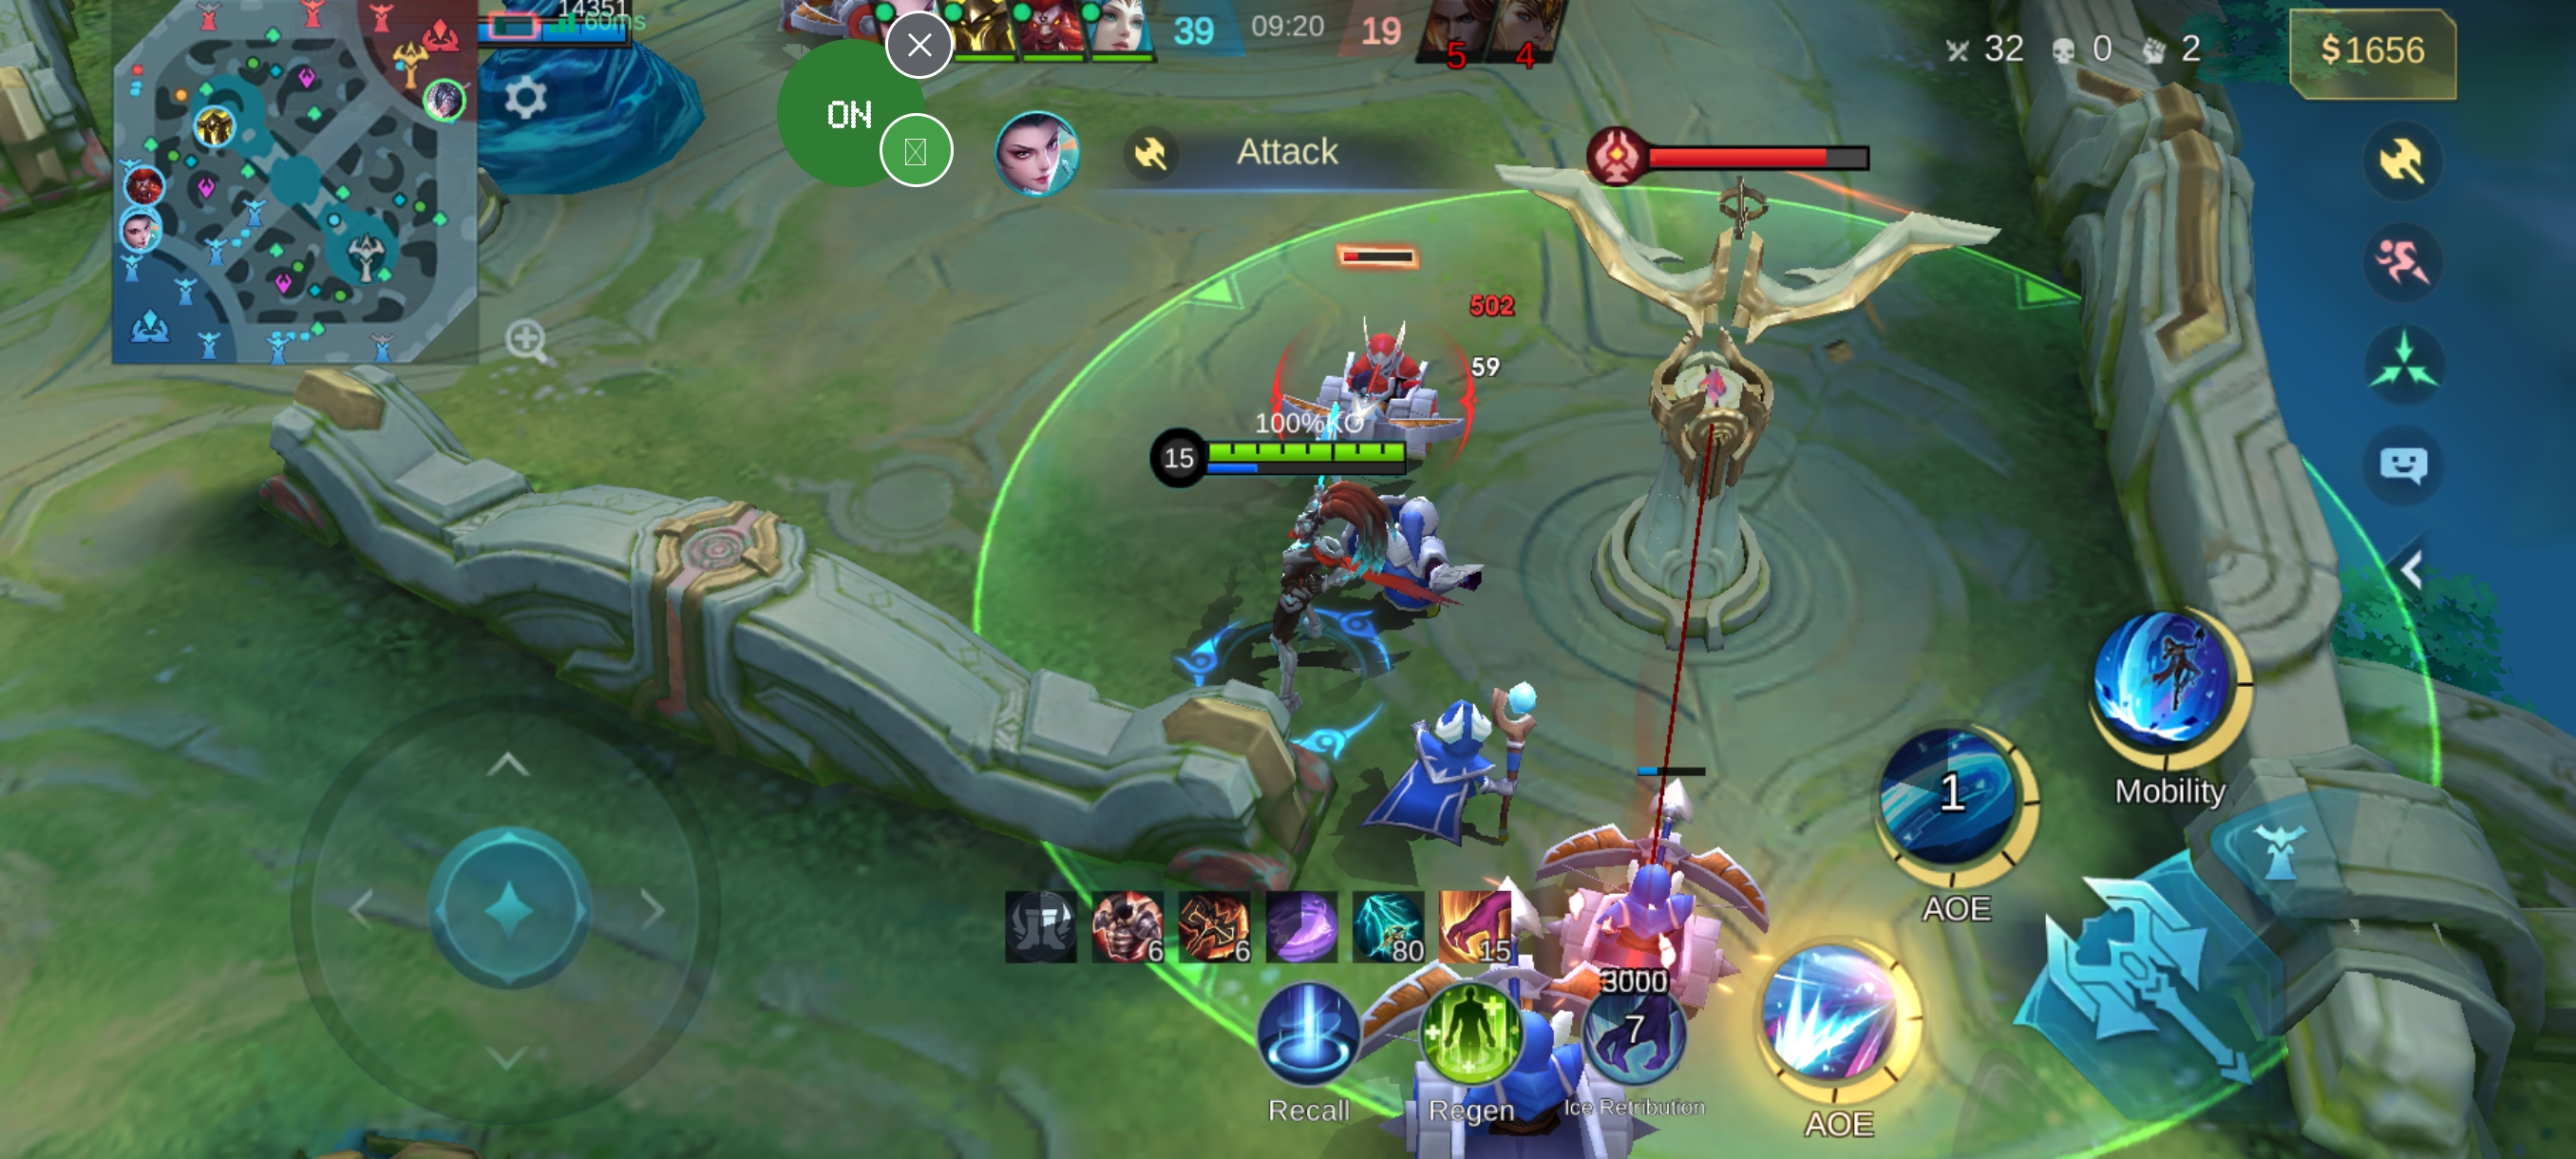 14351
60ms
39 09:20 19
5 4
32 0 2
$1656
ON
Attack
502
59
100%KO
15
Mobility
1
AOE
6 6 80 15
3000
7
Recall Regen Ice Retribution
AOE